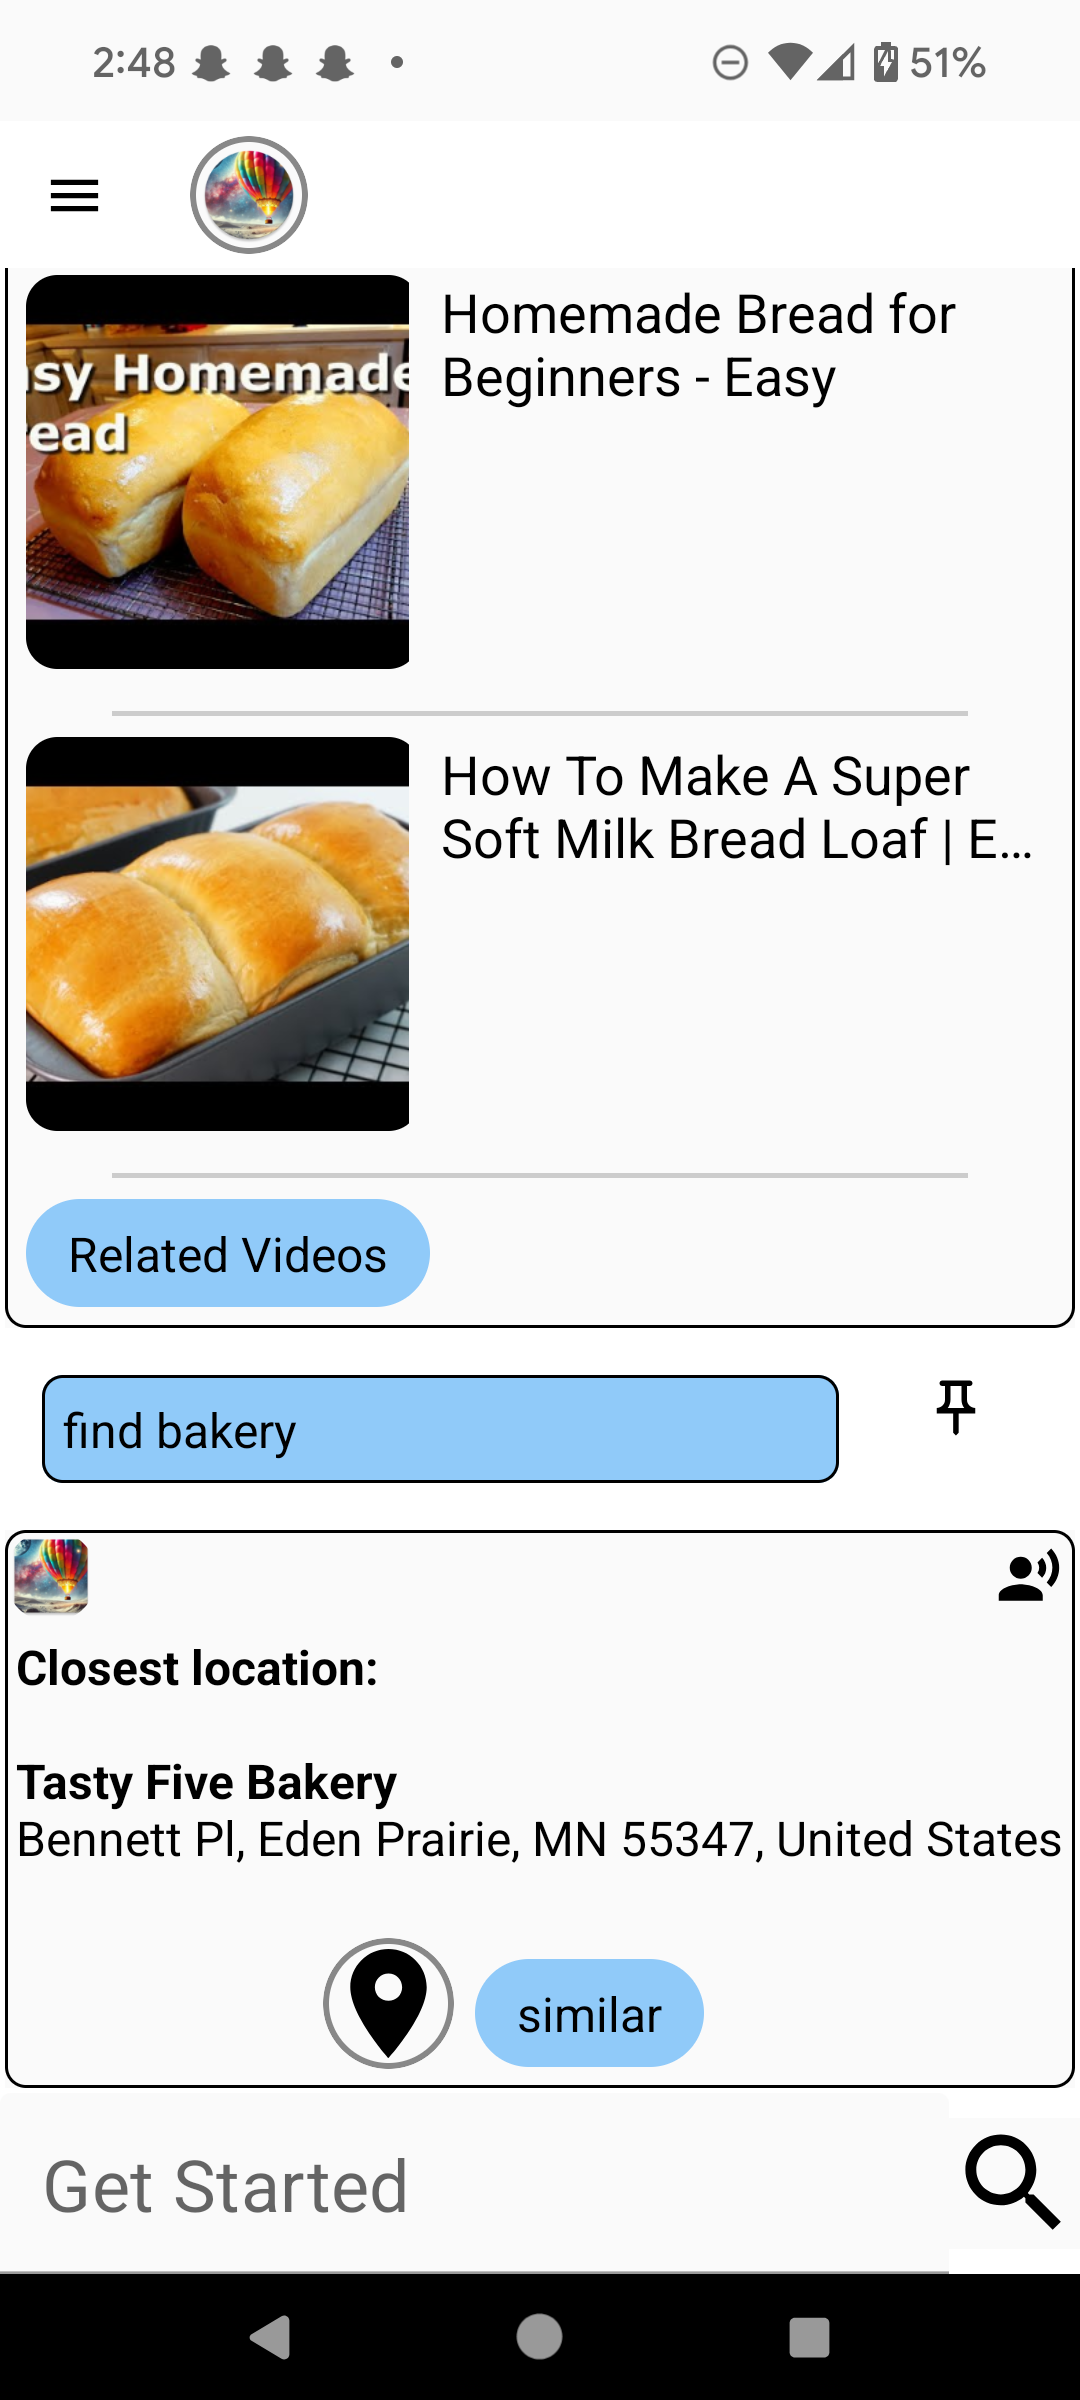 2:48
51%
Homemade Bread for
Beginners - Easy
sy Homemade
ead
How To Make A Super
Soft Milk Bread Loaf | E...
Related Videos
find bakery
Closest location:
Tasty Five Bakery
Bennett Pl, Eden Prairie, MN 55347, United States
similar
Get Started